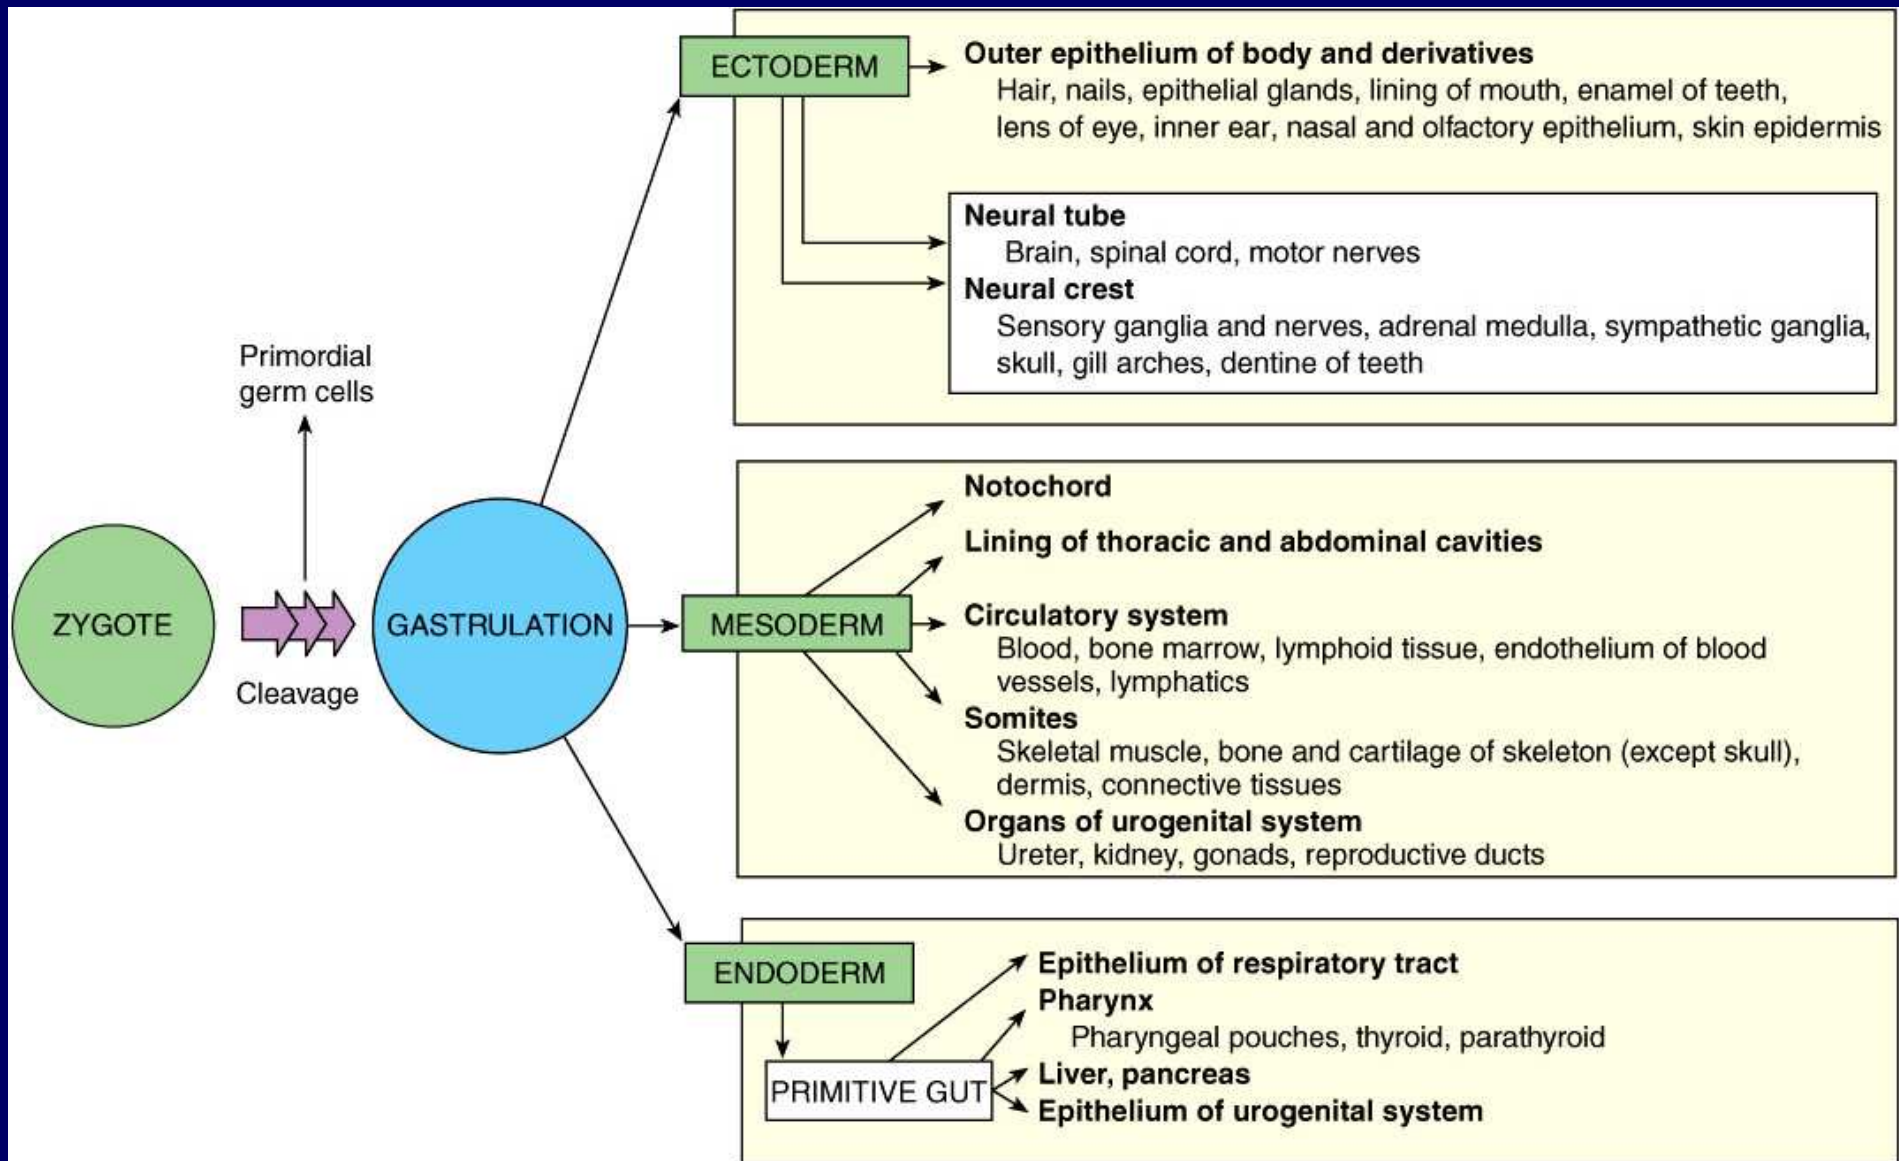 ECTODERM
Outer epithelium of body and derivatives
Hair, nails, epithelial glands, lining of mouth, enamel of teeth,
lens of eye, inner ear, nasal and olfactory epithelium, skin epidermis
Neural tube
Brain, spinal cord, motor nerves
Neural crest
Sensory ganglia and nerves, adrenal medulla, sympathetic ganglia,
skull, gill arches, dentine of teeth
Primordial
germ cells
ZYGOTE
Cleavage
GASTRULATION
MESODERM
Notochord
Lining of thoracic and abdominal cavities
Circulatory system
Blood, bone marrow, lymphoid tissue, endothelium of blood
vessels, lymphatics
Somites
Skeletal muscle, bone and cartilage of skeleton (except skull),
dermis, connective tissues
Organs of urogenital system
Ureter, kidney, gonads, reproductive ducts
ENDODERM
PRIMITIVE GUT
Epithelium of respiratory tract
Pharynx
Pharyngeal pouches, thyroid, parathyroid
Liver, pancreas
Epithelium of urogenital system